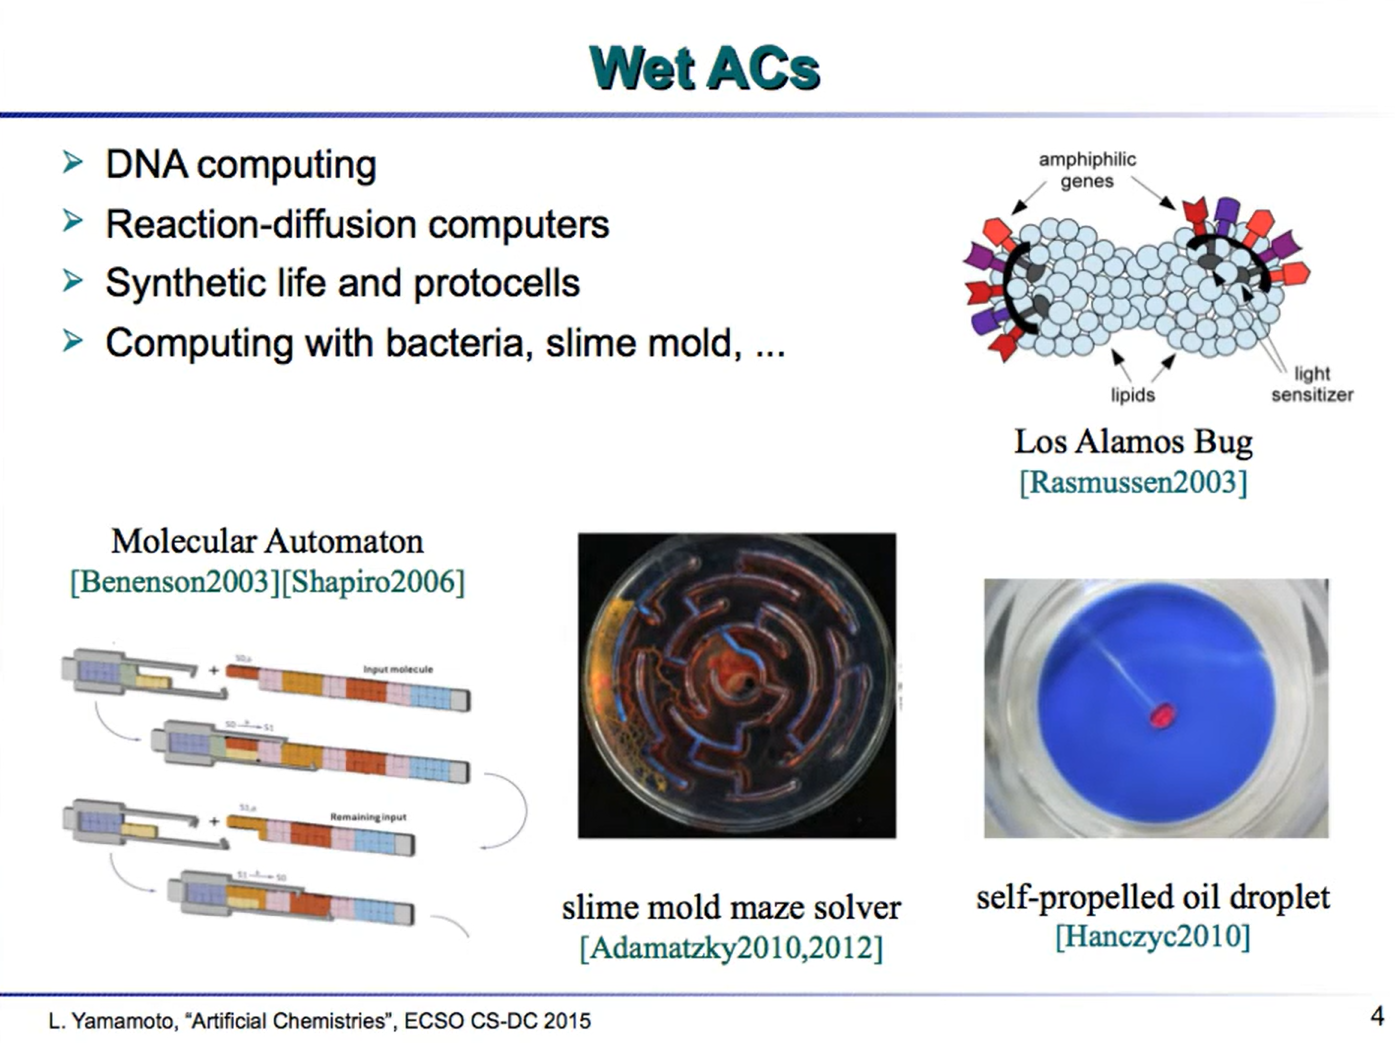 Wet ACs
DNA computing
Reaction-diffusion computers
Synthetic life and protocells
Computing with bacteria, slime mold, ...
amphiphilic
genes
lipids
light
sensitizer
Los Alamos Bug
[Rasmussen2003]
Molecular Automaton
[Benenson2003][Shapiro2006]
+
S0,a
Input molecule
S0 a S1
+
S1,a
Remaining input
slime mold maze solver
[Adamatzky2010,2012]
self-propelled oil droplet
[Hanczyc2010]
L. Yamamoto, “Artificial Chemistries”, ECSO CS-DC 2015
4